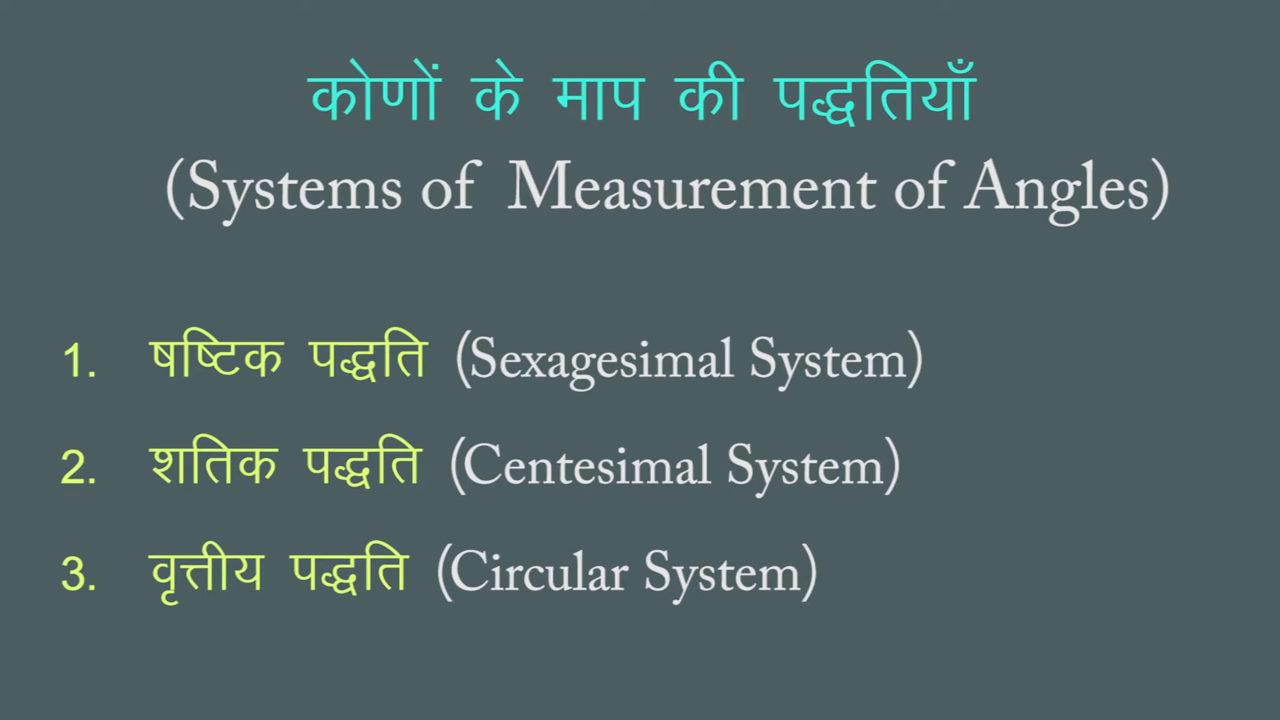 कोणों के माप की पद्धतियाँ
(Systems of Measurement of Angles)
1. षष्टिक पद्धति (Sexagesimal System)
2. शतिक पद्धति (Centesimal System)
3. वृत्तीय पद्धति (Circular System)